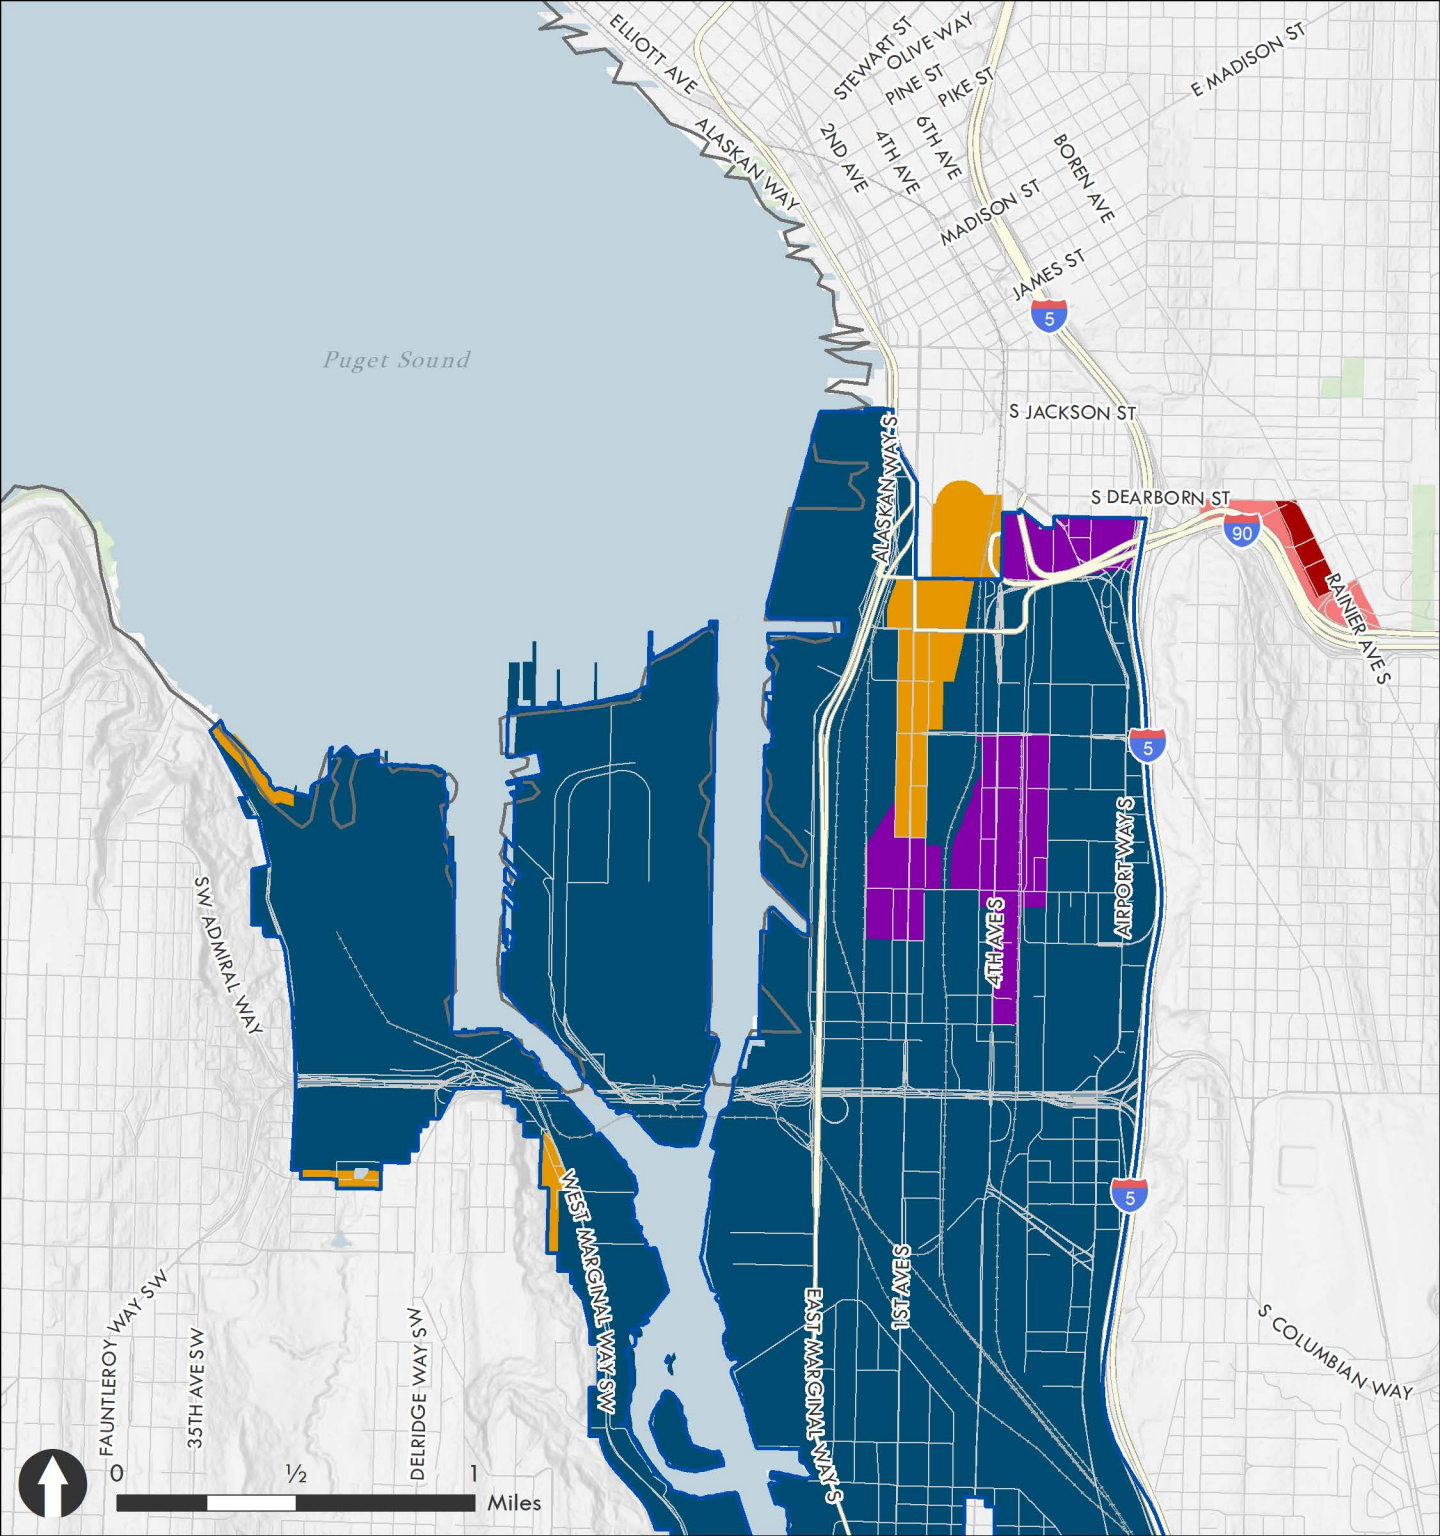 ELLIOTT AVE
STEWART ST
OLIVE WAY
PINE ST
PIKE ST
E MADISON ST
ALASKAN WAY
2ND AVE
4TH AVE
6TH AVE
BOREN AVE
MADISON ST
JAMES ST
5
Puget Sound
S JACKSON ST
ALASKAN WAY S
S DEARBORN ST
90
RAINIER AVE S
5
AIRPORT WAY S
SW ADMIRAL WAY
4TH AVE S
5
WEST MARGINAL WAY SW
1ST AVE S
EAST MARGINAL WAY S
FAUNTLEROY WAY SW
35TH AVE SW
DELRIDGE WAY SW
S COLUMBIAN WAY
0 ½ 1
Miles